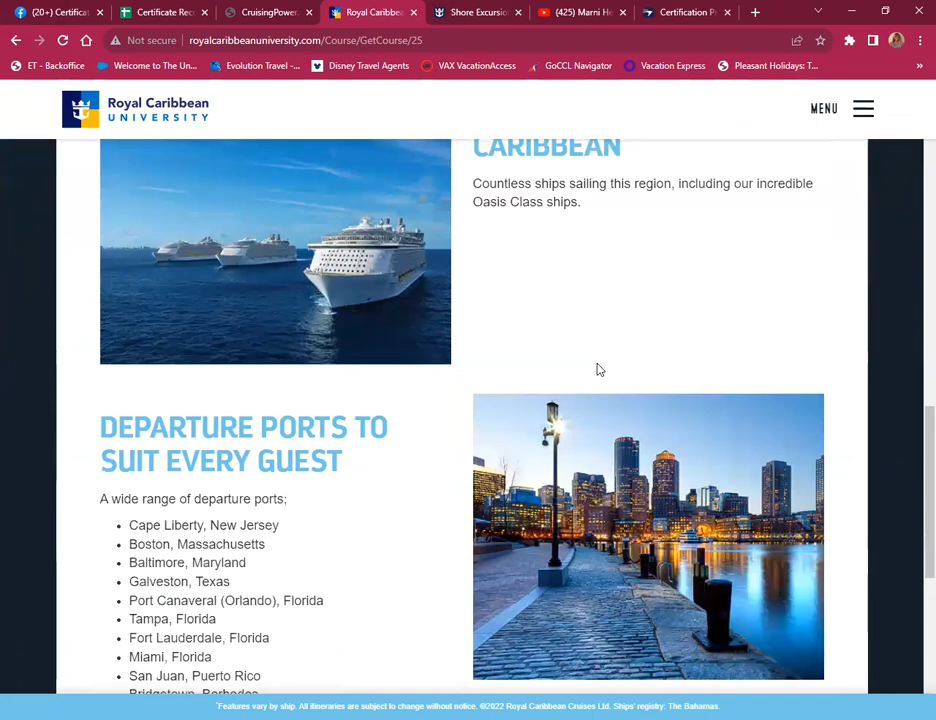 (20+) Certificat
Certificate Rec
CruisingPower.
Royal Caribbea
Shore Excursio
(425) Marni He
Certification P
Not secure
royalcaribbeanuniversity.com/Course/GetCourse/25
ET - Backoffice
Welcome to The Un...
Evolution Travel -...
Disney Travel Agents
VAX VacationAccess
GoCCL Navigator
Vacation Express
Pleasant Holidays: T...
»
Royal Caribbean
UNIVERSITY
MENU
CARIBBEAN
Countless ships sailing this region, including our incredible
Oasis Class ships.
DEPARTURE PORTS TO
SUIT EVERY GUEST
A wide range of departure ports;
• Cape Liberty, New Jersey
• Boston, Massachusetts
• Baltimore, Maryland
• Galveston, Texas
• Port Canaveral (Orlando), Florida
• Tampa, Florida
• Fort Lauderdale, Florida
• Miami, Florida
• San Juan, Puerto Rico
• Bridgetown, Barbados
*Features vary by ship. All itineraries are subject to change without notice. ©2022 Royal Caribbean Cruises Ltd. Ships' registry: The Bahamas.